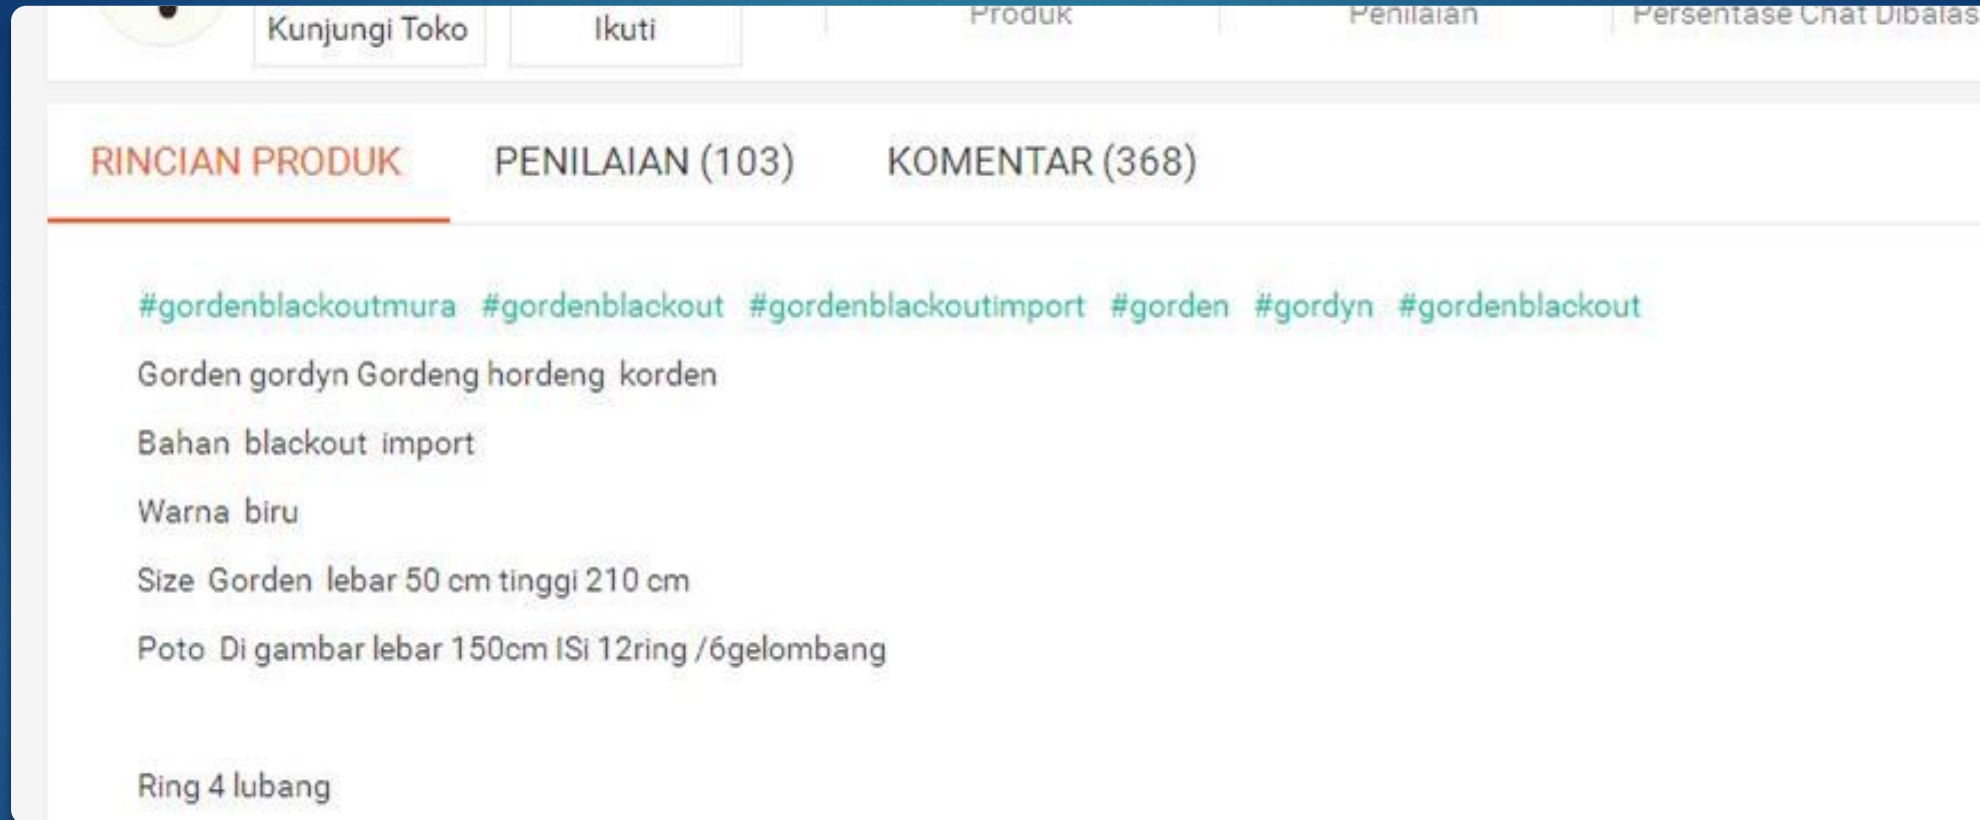 Kunjungi Toko Ikuti Produk Penilaian Persentase Chat Dibalas
RINCIAN PRODUK PENILAIAN (103) KOMENTAR (368)
#gordenblackoutmura #gordenblackout #gordenblackoutimport #gorden #gordyn #gordenblackout
Gorden gordyn Gordeng hordeng korden
Bahan blackout import
Warna biru
Size Gorden lebar 50 cm tinggi 210 cm
Poto Di gambar lebar 150cm ISi 12ring /6gelombang
Ring 4 lubang